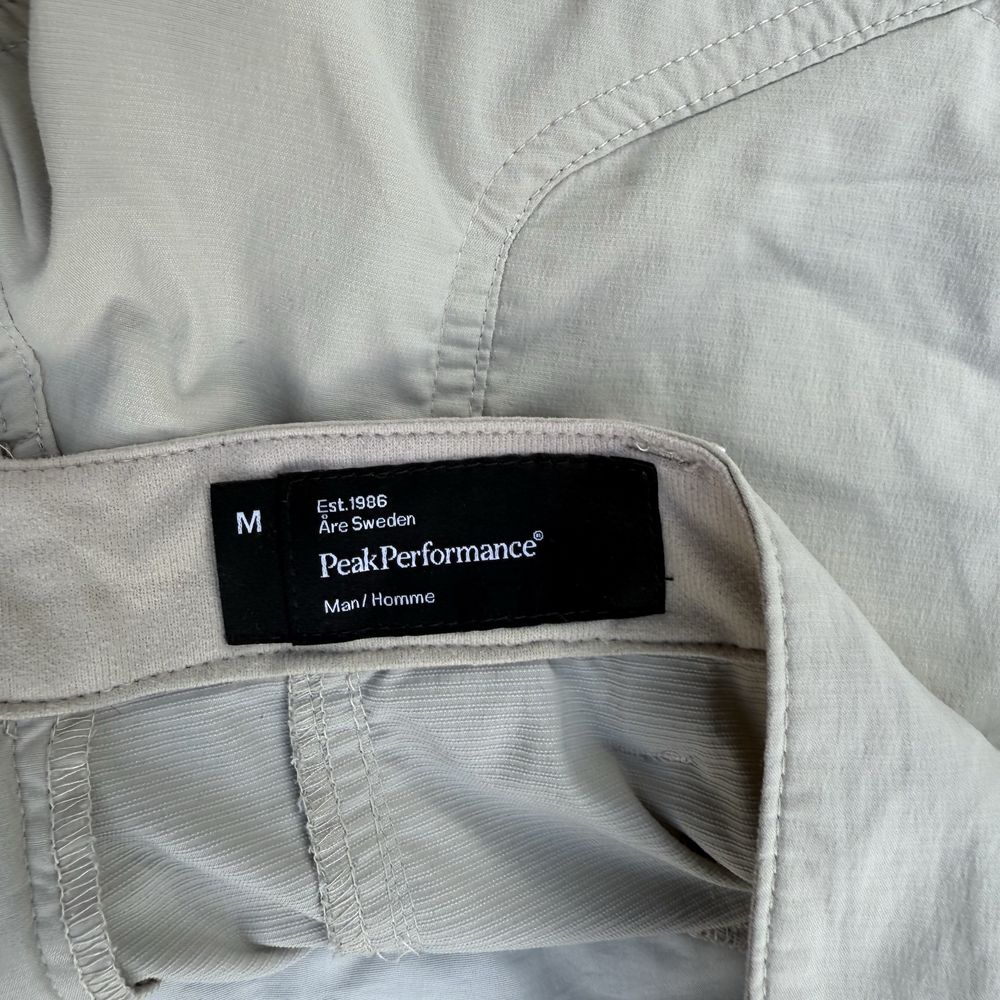 M
Est.1986
Åre Sweden
PeakPerformance®
Man/Homme